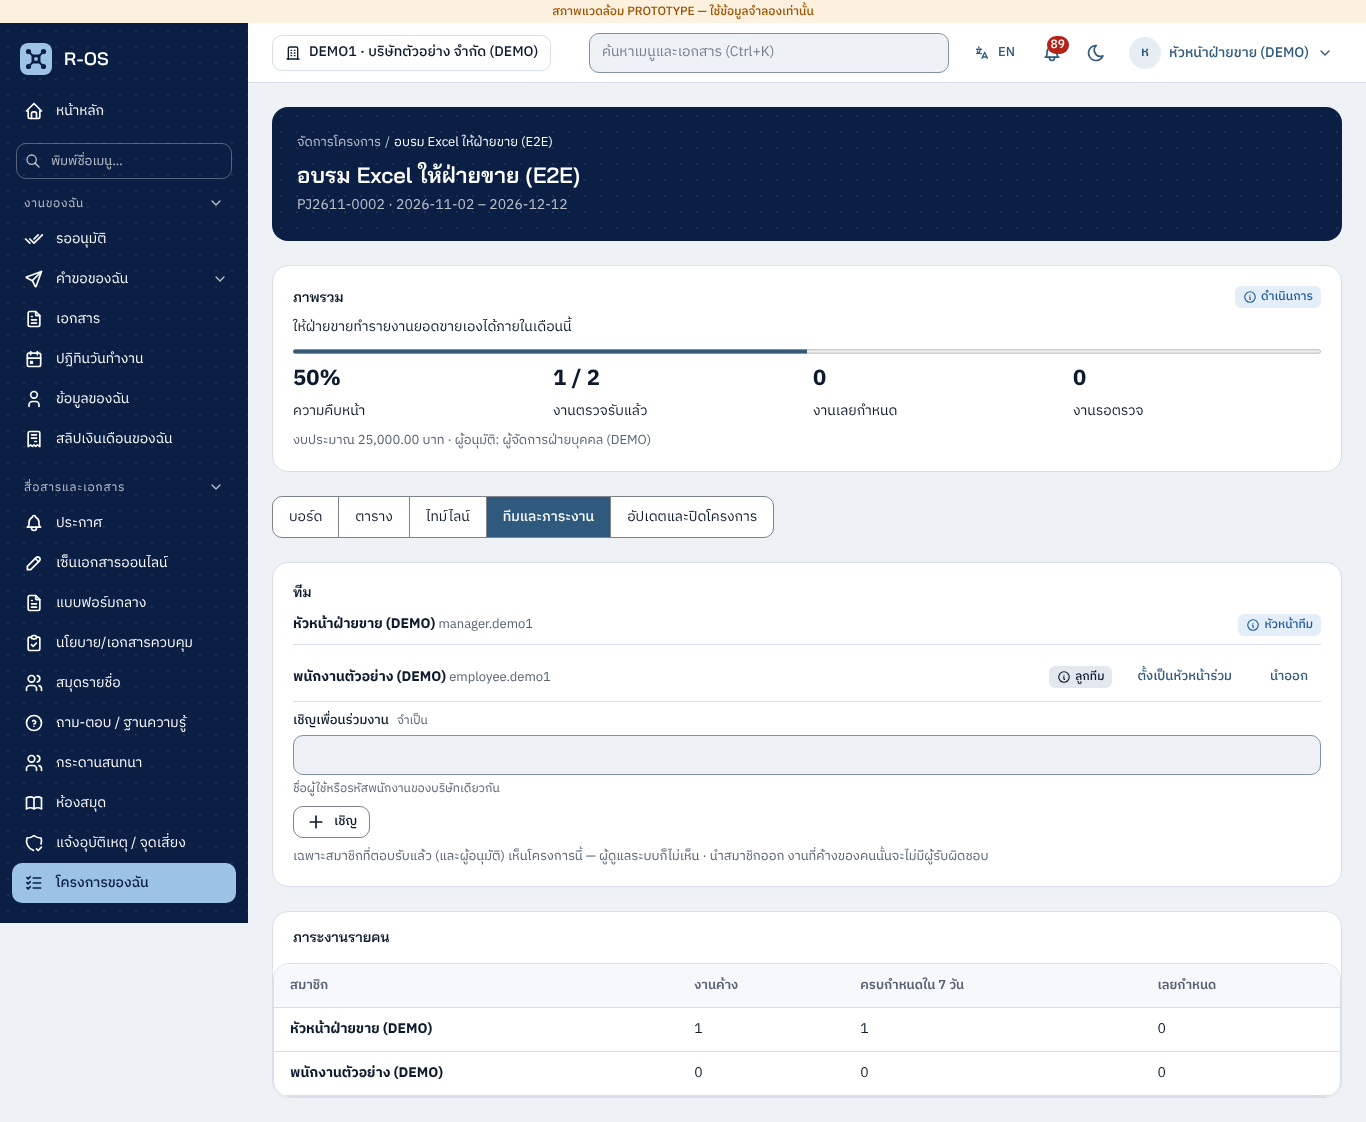 สภาพแวดล้อม PROTOTYPE — ใช้ข้อมูลจำลองเท่านั้น
R-OS
DEMO1 · บริษัทตัวอย่าง จำกัด (DEMO)
ค้นหาเมนูและเอกสาร (Ctrl+K)
EN
89
ห
หัวหน้าฝ่ายขาย (DEMO)
หน้าหลัก
พิมพ์ชื่อเมนู...
งานของฉัน
รออนุมัติ
คำขอของฉัน
เอกสาร
ปฏิทินวันทำงาน
ข้อมูลของฉัน
สลิปเงินเดือนของฉัน
สื่อสารและเอกสาร
ประกาศ
เซ็นเอกสารออนไลน์
แบบฟอร์มกลาง
นโยบาย/เอกสารควบคุม
สมุดรายชื่อ
ถาม-ตอบ / ฐานความรู้
กระดานสนทนา
ห้องสมุด
แจ้งอุบัติเหตุ / จุดเสี่ยง
โครงการของฉัน
จัดการโครงการ / อบรม Excel ให้ฝ่ายขาย (E2E)
อบรม Excel ให้ฝ่ายขาย (E2E)
PJ2611-0002 · 2026-11-02 – 2026-12-12
ภาพรวม
ดำเนินการ
ให้ฝ่ายขายทำรายงานยอดขายเองได้ภายในเดือนนี้
50%
1 / 2
0
0
ความคืบหน้า
งานตรวจรับแล้ว
งานเลยกำหนด
งานรอตรวจ
งบประมาณ 25,000.00 บาท · ผู้อนุมัติ: ผู้จัดการฝ่ายบุคคล (DEMO)
บอร์ด
ตาราง
ไทม์ไลน์
ทีมและภาระงาน
อัปเดตและปิดโครงการ
ทีม
หัวหน้าฝ่ายขาย (DEMO) manager.demo1
หัวหน้าทีม
พนักงานตัวอย่าง (DEMO) employee.demo1
ลูกทีม
ตั้งเป็นหัวหน้าร่วม
นำออก
เชิญเพื่อนร่วมงาน จำเป็น
ชื่อผู้ใช้หรือรหัสพนักงานของบริษัทเดียวกัน
เชิญ
เฉพาะสมาชิกที่ตอบรับแล้ว (และผู้อนุมัติ) เห็นโครงการนี้ — ผู้ดูแลระบบก็ไม่เห็น · นำสมาชิกออก งานที่ค้างของคนนั้นจะไม่มีผู้รับผิดชอบ
ภาระงานรายคน
สมาชิก
งานค้าง
ครบกำหนดใน 7 วัน
เลยกำหนด
หัวหน้าฝ่ายขาย (DEMO)
1
1
0
พนักงานตัวอย่าง (DEMO)
0
0
0